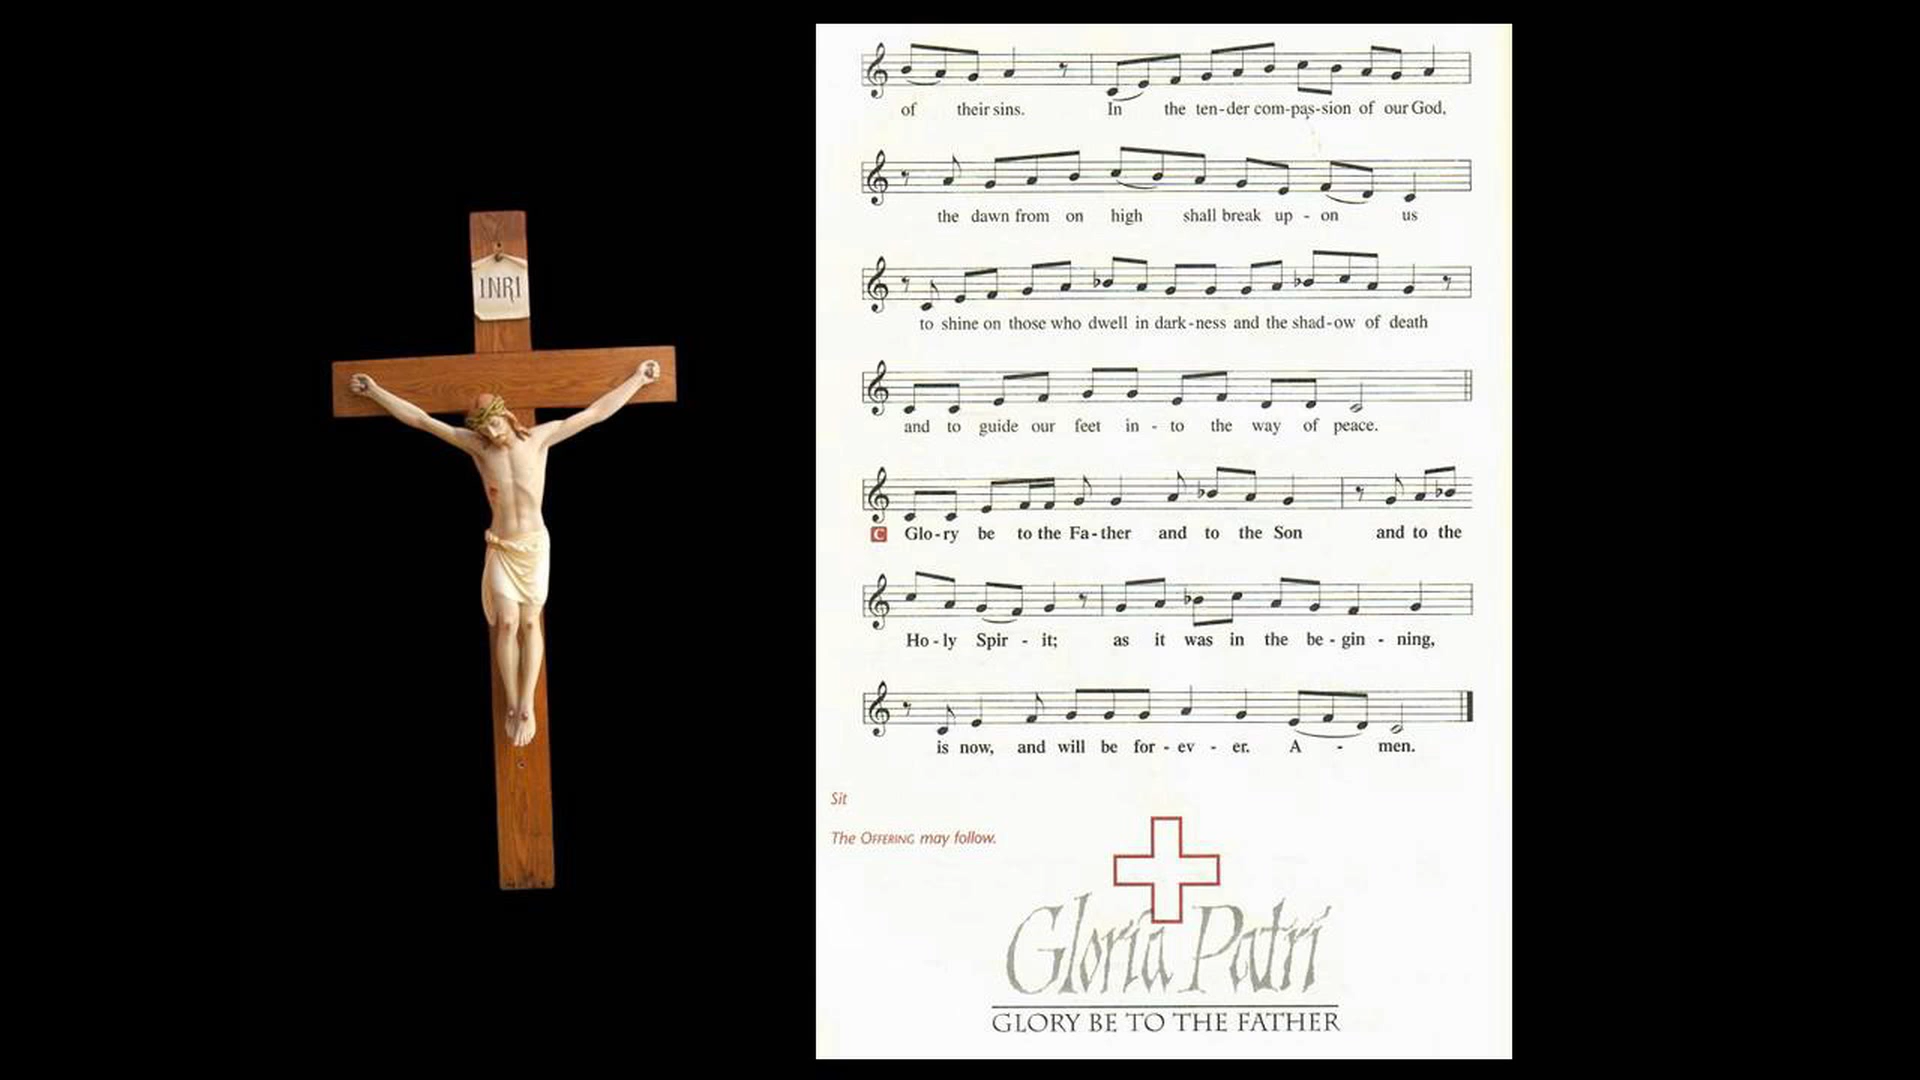 INRI
of their sins. In the ten-der com-pas-sion of our God,
the dawn from on high shall break up - on us
to shine on those who dwell in dark-ness and the shad-ow of death
and to guide our feet in - to the way of peace.
C Glo-ry be to the Fa-ther and to the Son and to the
Ho-ly Spir - it; as it was in the be-gin - ning,
is now, and will be for-ev - er. A - men.
Sit
The OFFERING may follow.
Gloria Patri
GLORY BE TO THE FATHER